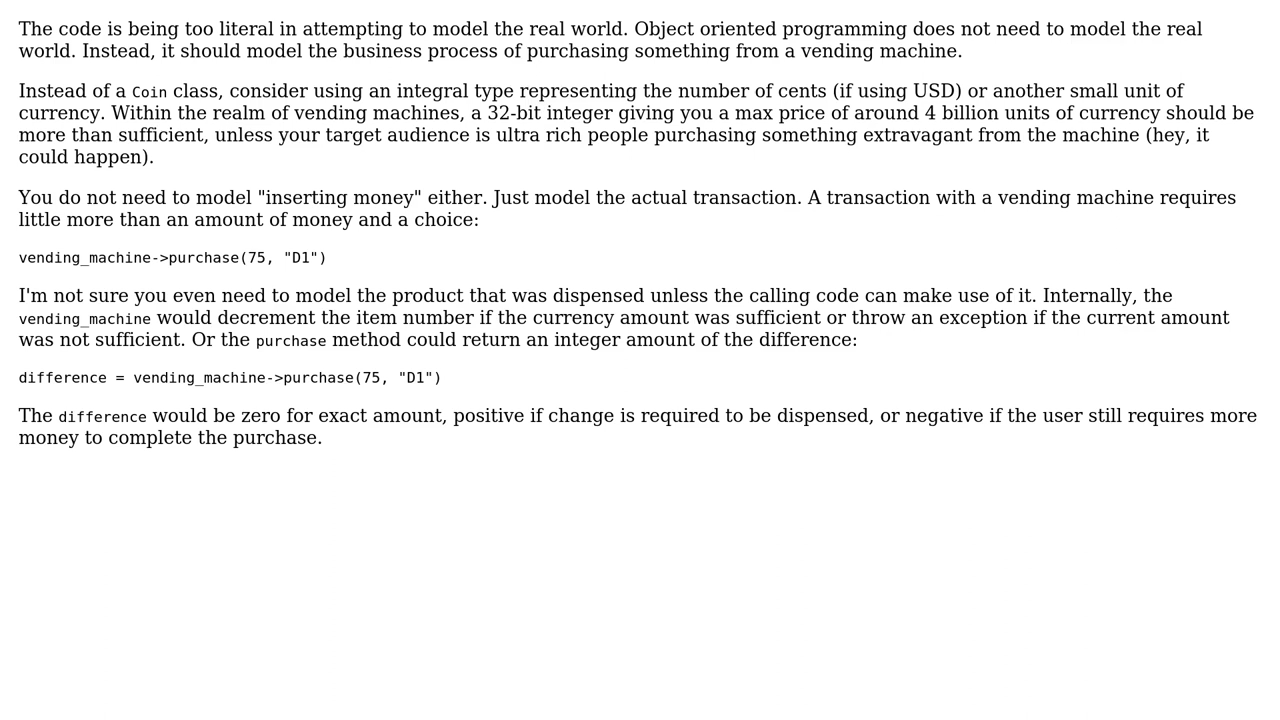 The code is being too literal in attempting to model the real world. Object oriented programming does not need to model the real
world. Instead, it should model the business process of purchasing something from a vending machine.
Instead of a Coin class, consider using an integral type representing the number of cents (if using USD) or another small unit of
currency. Within the realm of vending machines, a 32-bit integer giving you a max price of around 4 billion units of currency should be
more than sufficient, unless your target audience is ultra rich people purchasing something extravagant from the machine (hey, it
could happen).
You do not need to model "inserting money" either. Just model the actual transaction. A transaction with a vending machine requires
little more than an amount of money and a choice:
vending_machine->purchase(75, "D1")
I'm not sure you even need to model the product that was dispensed unless the calling code can make use of it. Internally, the
vending_machine would decrement the item number if the currency amount was sufficient or throw an exception if the current amount
was not sufficient. Or the purchase method could return an integer amount of the difference:
difference = vending_machine->purchase(75, "D1")
The difference would be zero for exact amount, positive if change is required to be dispensed, or negative if the user still requires more
money to complete the purchase.